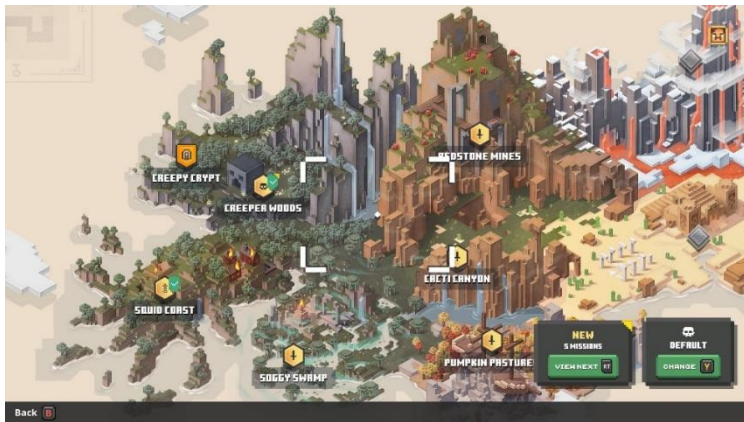 REDSTONE MINES
CREEPY CRYPT
CREEPER WOODS
CACTI CANYON
SQUID COAST
SOGGY SWAMP
PUMPKIN PASTURES
NEW
5 MISSIONS
VIEW NEXT RT
DEFAULT
CHANGE Y
Back B